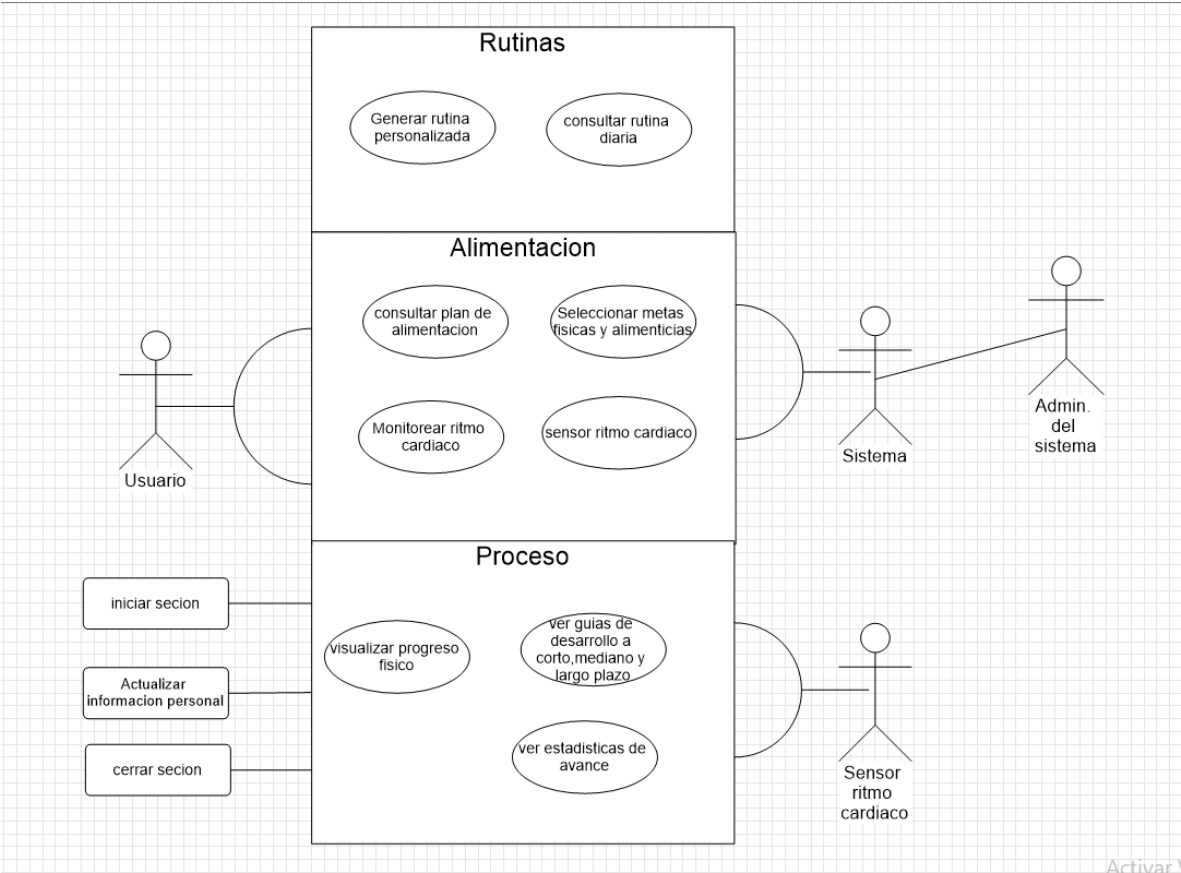 Rutinas
Generar rutina
personalizada
consultar rutina
diaria
Alimentacion
consultar plan de
alimentacion
Seleccionar metas
fisicas y alimenticias
Monitorear ritmo
cardiaco
sensor ritmo cardiaco
Usuario
Sistema
Admin.
del
sistema
Proceso
iniciar secion
visualizar progreso
fisico
ver guias de
desarrollo a
corto,mediano y
largo plazo
Actualizar
informacion personal
cerrar secion
ver estadisticas de
avance
Sensor
ritmo
cardiaco
Activar